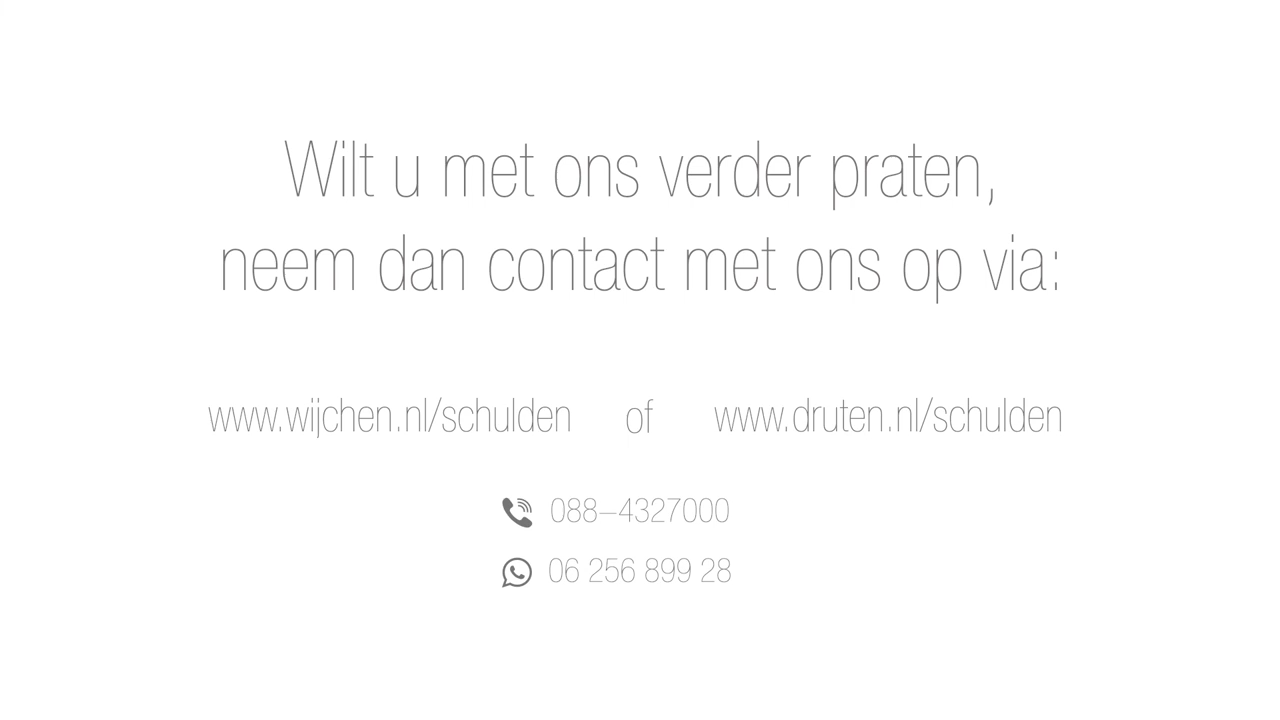 Wilt u met ons verder praten,
neem dan contact met ons op via:
www.wijchen.nl/schulden of www.druten.nl/schulden
088-4327000
06 256 899 28